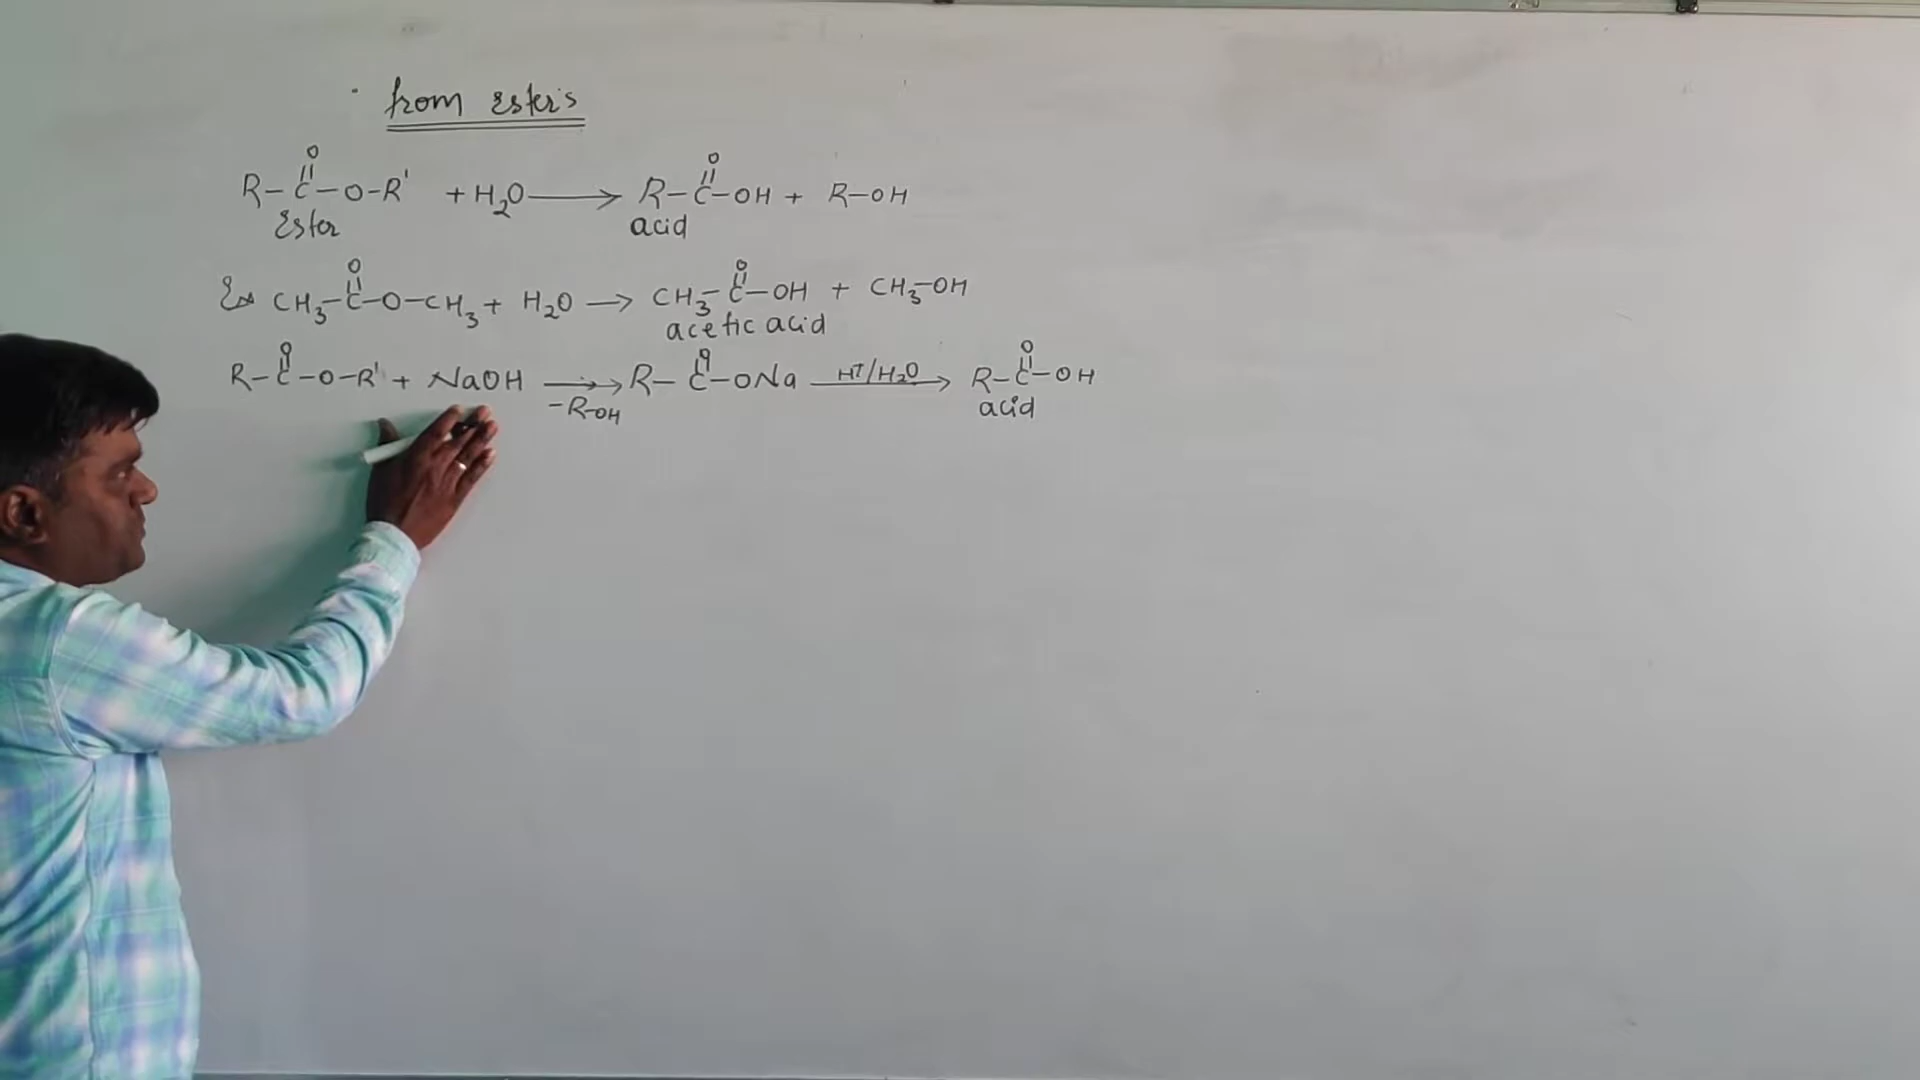 from Ester's
O O
R-C-O-R' + H2O ⟶ R-C-OH + R-OH
Ester acid
O O
Ex CH3-C-O-CH3 + H2O ⟶ CH3-C-OH + CH3-OH
acetic acid
O O O
R-C-O-R' + NaOH ⟶ R-C-ONa H+/H2O ⟶ R-C-OH
-R-OH acid